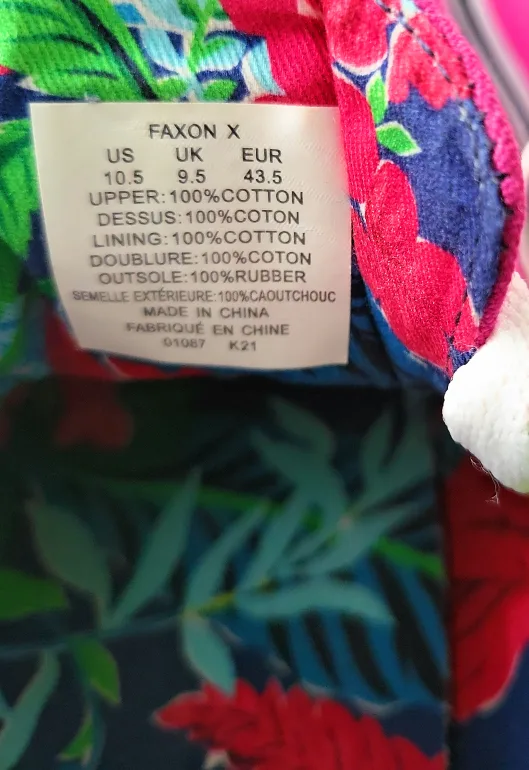 FAXON X
US UK EUR
10.5 9.5 43.5
UPPER:100%COTTON
DESSUS:100%COTON
LINING:100%COTTON
DOUBLURE:100%COTON
OUTSOLE:100%RUBBER
SEMELLE EXTÉRIEURE:100%CAOUTCHOUC
MADE IN CHINA
FABRIQUÉ EN CHINE
01087 K21